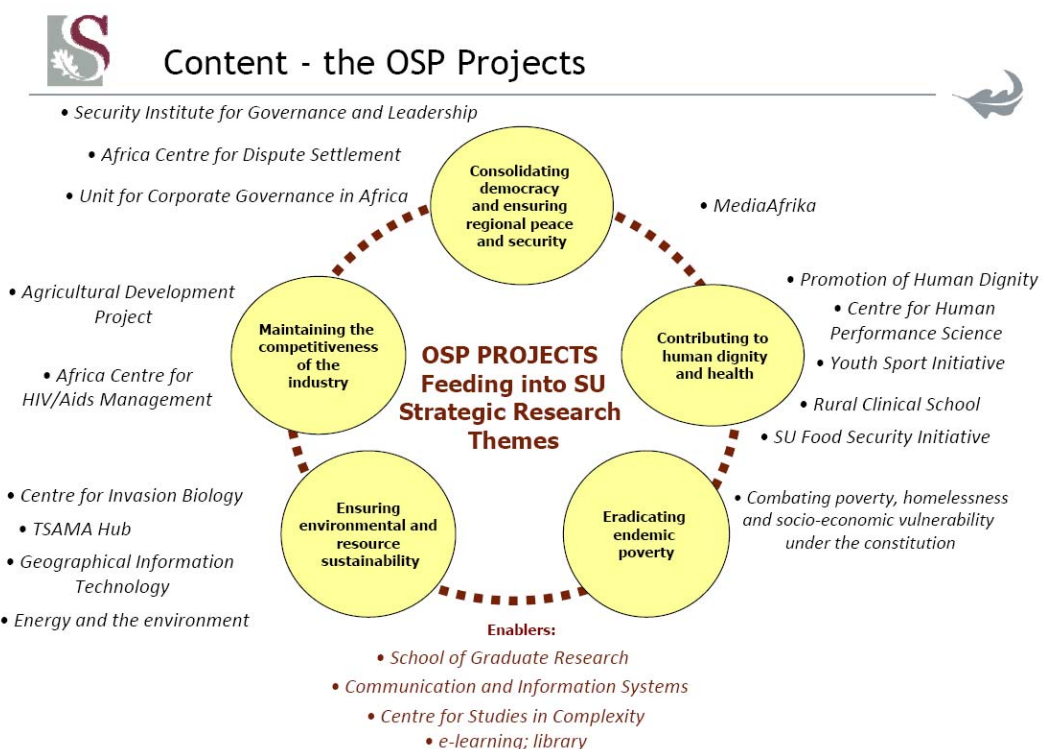 Content - the OSP Projects
• Security Institute for Governance and Leadership
• Africa Centre for Dispute Settlement
• Unit for Corporate Governance in Africa
Consolidating
democracy
and ensuring
regional peace
and security
• MediaAfrika
• Agricultural Development
Project
• Africa Centre for
HIV/Aids Management
Maintaining the
competitiveness
of the
industry
OSP PROJECTS
Feeding into SU
Strategic Research
Themes
Contributing to
human dignity
and health
• Promotion of Human Dignity
• Centre for Human
Performance Science
• Youth Sport Initiative
• Rural Clinical School
• SU Food Security Initiative
• Centre for Invasion Biology
• TSAMA Hub
• Geographical Information
Technology
• Energy and the environment
Ensuring
environmental and
resource
sustainability
Eradicating
endemic
poverty
• Combating poverty, homelessness
and socio-economic vulnerability
under the constitution
Enablers:
• School of Graduate Research
• Communication and Information Systems
• Centre for Studies in Complexity
• e-learning; library